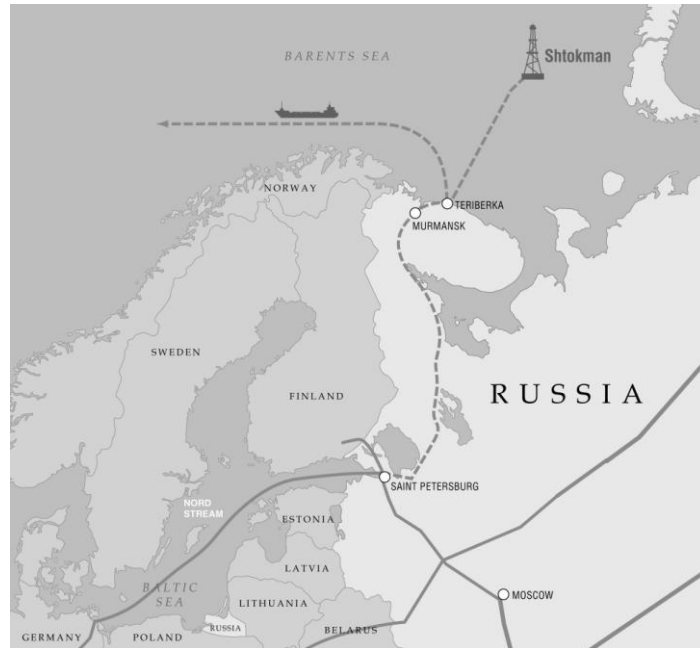 BARENTS SEA
Shtokman
NORWAY
TERIBERKA
MURMANSK
SWEDEN
FINLAND
RUSSIA
SAINT PETERSBURG
NORD
STREAM
ESTONIA
LATVIA
BALTIC
SEA
LITHUANIA
MOSCOW
RUSSIA
BELARUS
GERMANY
POLAND